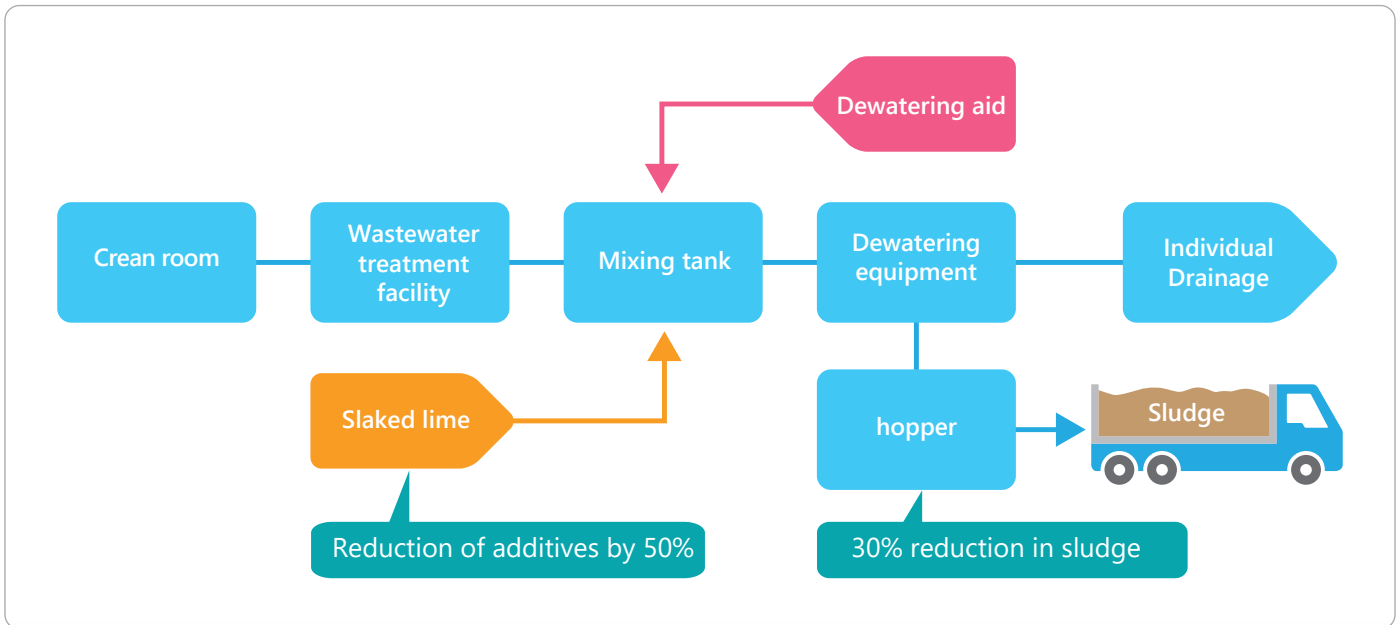 Dewatering aid
Crean room
Wastewater
treatment
facility
Mixing tank
Dewatering
equipment
Individual
Drainage
Slaked lime
hopper
Sludge
Reduction of additives by 50%
30% reduction in sludge